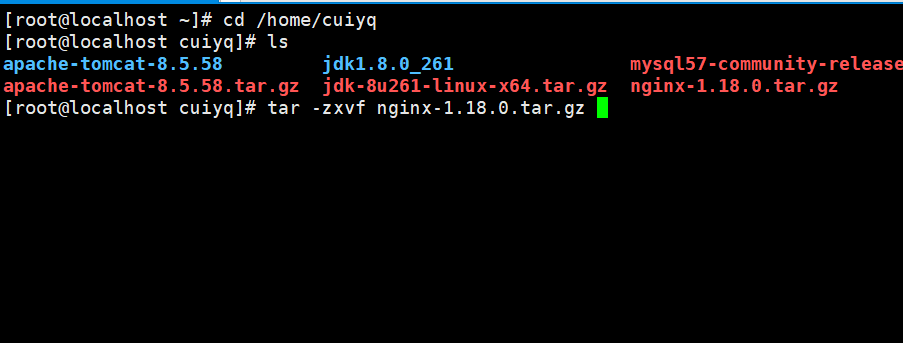 [root@localhost ~]# cd /home/cuiyq
[root@localhost cuiyq]# ls
apache-tomcat-8.5.58 jdk1.8.0_261 mysql57-community-release
apache-tomcat-8.5.58.tar.gz jdk-8u261-linux-x64.tar.gz nginx-1.18.0.tar.gz
[root@localhost cuiyq]# tar -zxvf nginx-1.18.0.tar.gz